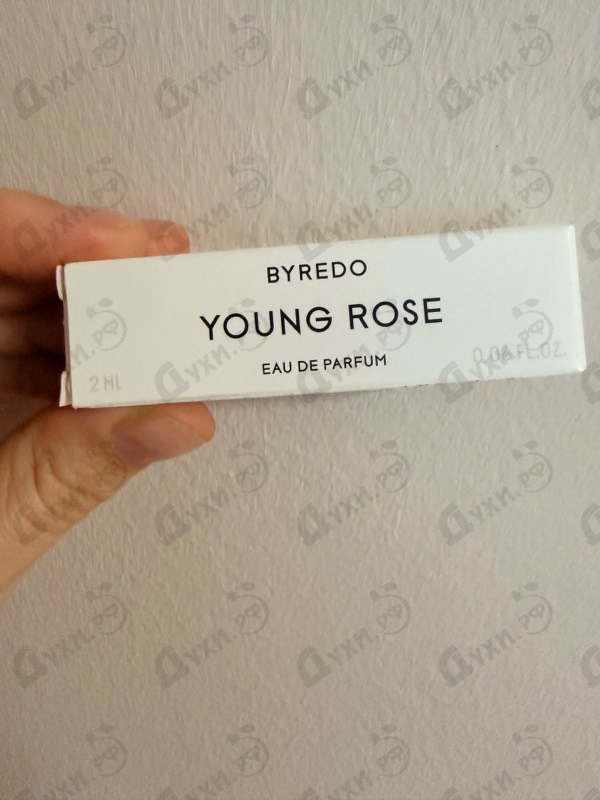 BYREDO
YOUNG ROSE
EAU DE PARFUM
2 ML
0.06 FL.OZ.
Духи.РФ